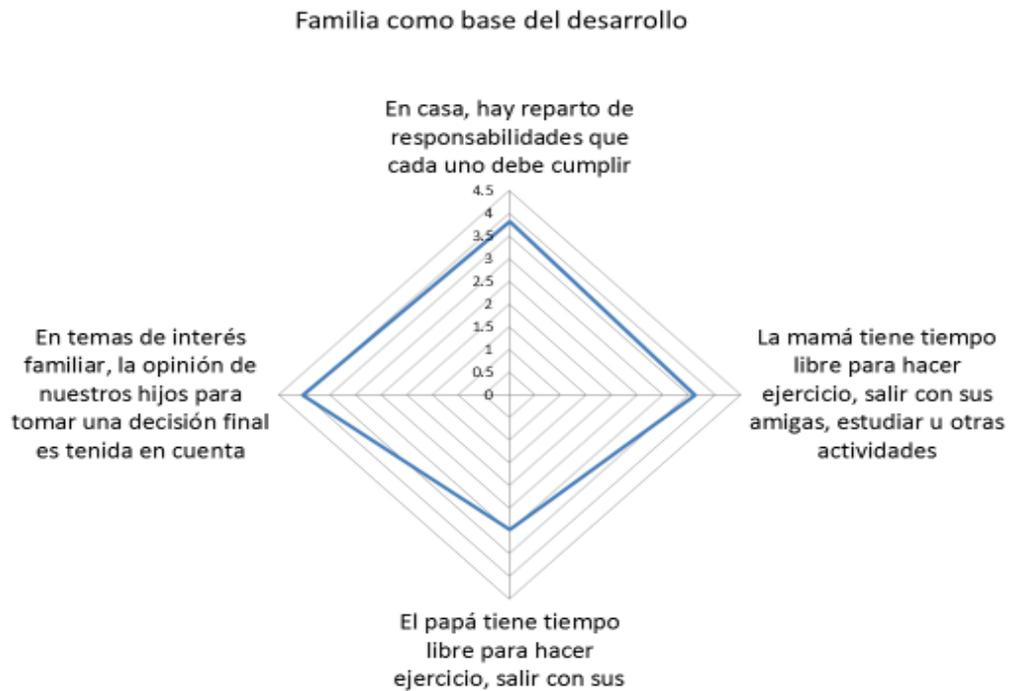 Familia como base del desarrollo
En casa, hay reparto de
responsabilidades que
cada uno debe cumplir
4.5
4
3.5
3
2.5
2
1.5
1
0.5
0
En temas de interés
familiar, la opinión de
nuestros hijos para
tomar una decisión final
es tenida en cuenta
La mamá tiene tiempo
libre para hacer
ejercicio, salir con sus
amigas, estudiar u otras
actividades
El papá tiene tiempo
libre para hacer
ejercicio, salir con sus